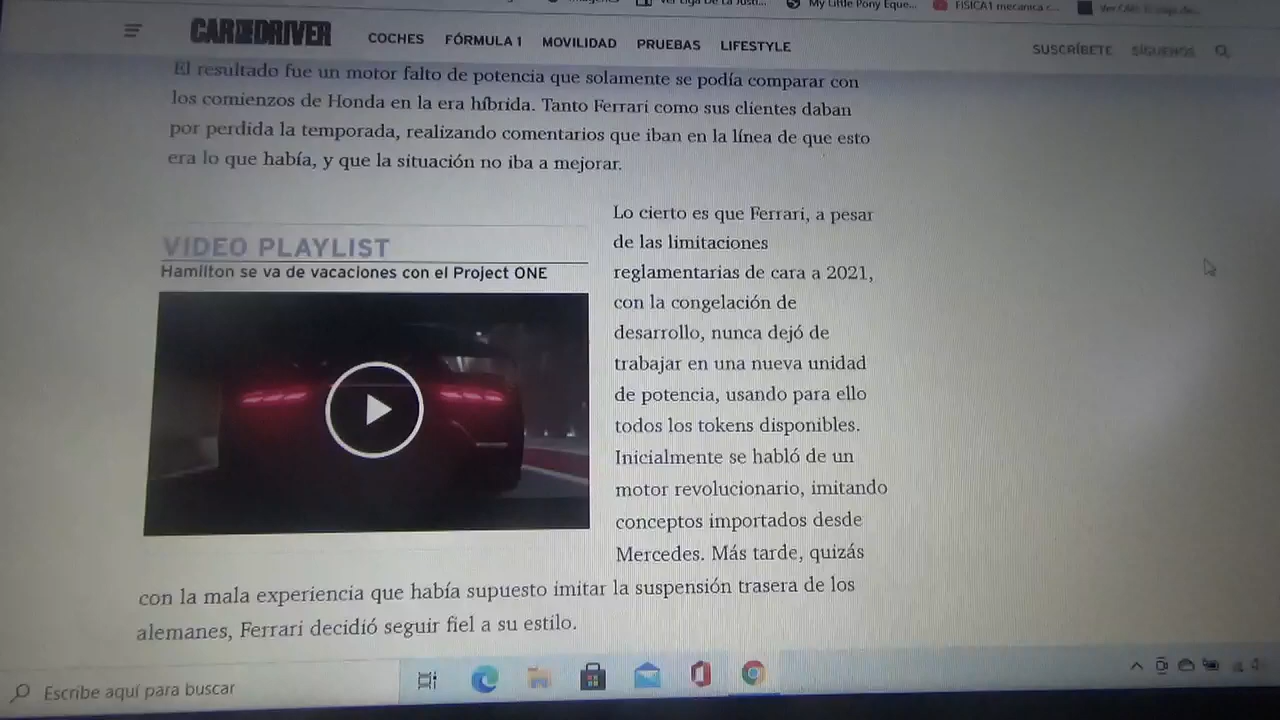 My Little Pony Eque...
FISICA1 mecanica c...
CAR AND DRIVER
COCHES FÓRMULA 1 MOVILIDAD PRUEBAS LIFESTYLE
SUSCRÍBETE SÍGUENOS
El resultado fue un motor falto de potencia que solamente se podía comparar con
los comienzos de Honda en la era híbrida. Tanto Ferrari como sus clientes daban
por perdida la temporada, realizando comentarios que iban en la línea de que esto
era lo que había, y que la situación no iba a mejorar.
VIDEO PLAYLIST
Hamilton se va de vacaciones con el Project ONE
Lo cierto es que Ferrari, a pesar
de las limitaciones
reglamentarias de cara a 2021,
con la congelación de
desarrollo, nunca dejó de
trabajar en una nueva unidad
de potencia, usando para ello
todos los tokens disponibles.
Inicialmente se habló de un
motor revolucionario, imitando
conceptos importados desde
Mercedes. Más tarde, quizás
con la mala experiencia que había supuesto imitar la suspensión trasera de los
alemanes, Ferrari decidió seguir fiel a su estilo.
Escribe aquí para buscar